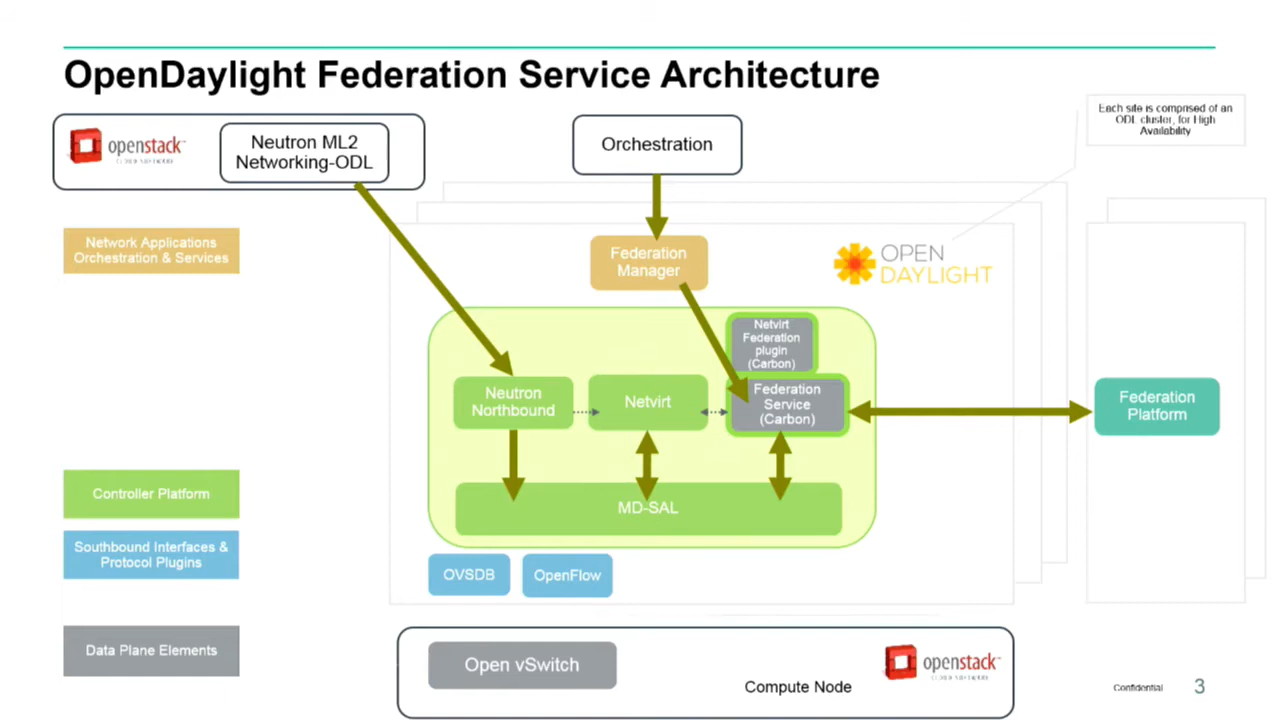 OpenDaylight Federation Service Architecture
Each site is comprised of an
ODL cluster, for High
Availability
openstack
Neutron ML2
Networking-ODL
Orchestration
Network Applications
Orchestration & Services
Federation
Manager
OPEN
DAYLIGHT
Netvirt
Federation
plugin
(Carbon)
Neutron
Northbound
Netvirt
Federation
Service
(Carbon)
Federation
Platform
Controller Platform
MD-SAL
Southbound Interfaces &
Protocol Plugins
OVSDB
OpenFlow
Data Plane Elements
Open vSwitch
Compute Node
openstack
Confidential
3